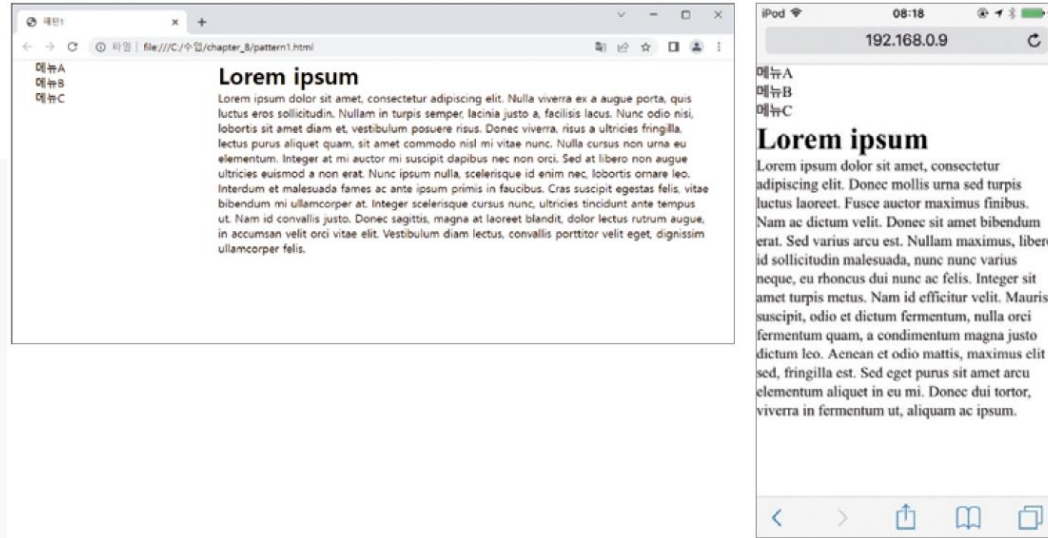 패턴1
파일 | file:///C:/수업/chapter_8/pattern1.html
메뉴A
메뉴B
메뉴C
Lorem ipsum
Lorem ipsum dolor sit amet, consectetur adipiscing elit. Nulla viverra ex a augue porta, quis
luctus eros sollicitudin. Nullam in turpis semper, lacinia justo a, facilisis lacus. Nunc odio nisi,
lobortis sit amet diam et, vestibulum posuere risus. Donec viverra, risus a ultricies fringilla,
lectus purus aliquet quam, sit amet commodo nisl mi vitae nunc. Nulla cursus non urna eu
elementum. Integer at mi auctor mi suscipit dapibus nec non orci. Sed at libero non augue
ultricies euismod a non erat. Nunc ipsum nulla, scelerisque id enim nec, lobortis ornare leo.
Interdum et malesuada fames ac ante ipsum primis in faucibus. Cras suscipit egestas felis, vitae
bibendum mi ullamcorper at. Integer scelerisque cursus nunc, ultricies tincidunt ante tempus
ut. Nam id convallis justo. Donec sagittis, magna at laoreet blandit, dolor lectus rutrum augue,
in accumsan velit orci vitae elit. Vestibulum diam lectus, convallis porttitor velit eget, dignissim
ullamcorper felis.
iPod 08:18
192.168.0.9
메뉴A
메뉴B
메뉴C
Lorem ipsum
Lorem ipsum dolor sit amet, consectetur
adipiscing elit. Donec mollis urna sed turpis
luctus laoreet. Fusce auctor maximus finibus.
Nam ac dictum velit. Donec sit amet bibendum
erat. Sed varius arcu est. Nullam maximus, libero
id sollicitudin malesuada, nunc nunc varius
neque, eu rhoncus dui nunc ac felis. Integer sit
amet turpis metus. Nam id efficitur velit. Mauris
suscipit, odio et dictum fermentum, nulla orci
fermentum quam, a condimentum magna justo
dictum leo. Aenean et odio mattis, maximus elit
sed, fringilla est. Sed eget purus sit amet arcu
elementum aliquet in eu mi. Donec dui tortor,
viverra in fermentum ut, aliquam ac ipsum.